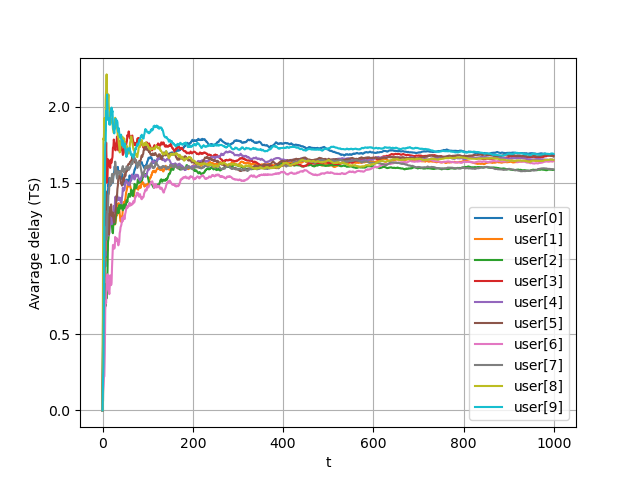 2.0
1.5
1.0
0.5
0.0
Avarage delay (TS)
0
200
400
600
800
1000
t
user[0]
user[1]
user[2]
user[3]
user[4]
user[5]
user[6]
user[7]
user[8]
user[9]